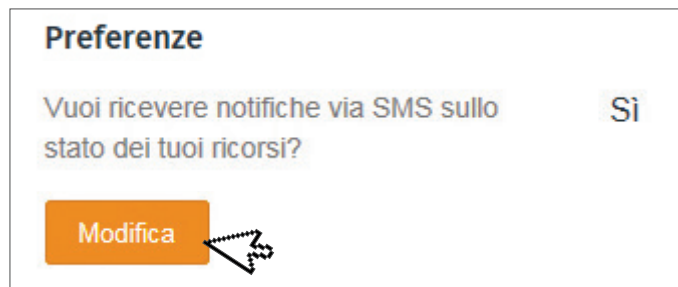 Preferenze
Vuoi ricevere notifiche via SMS sullo Sì
stato dei tuoi ricorsi?
Modifica